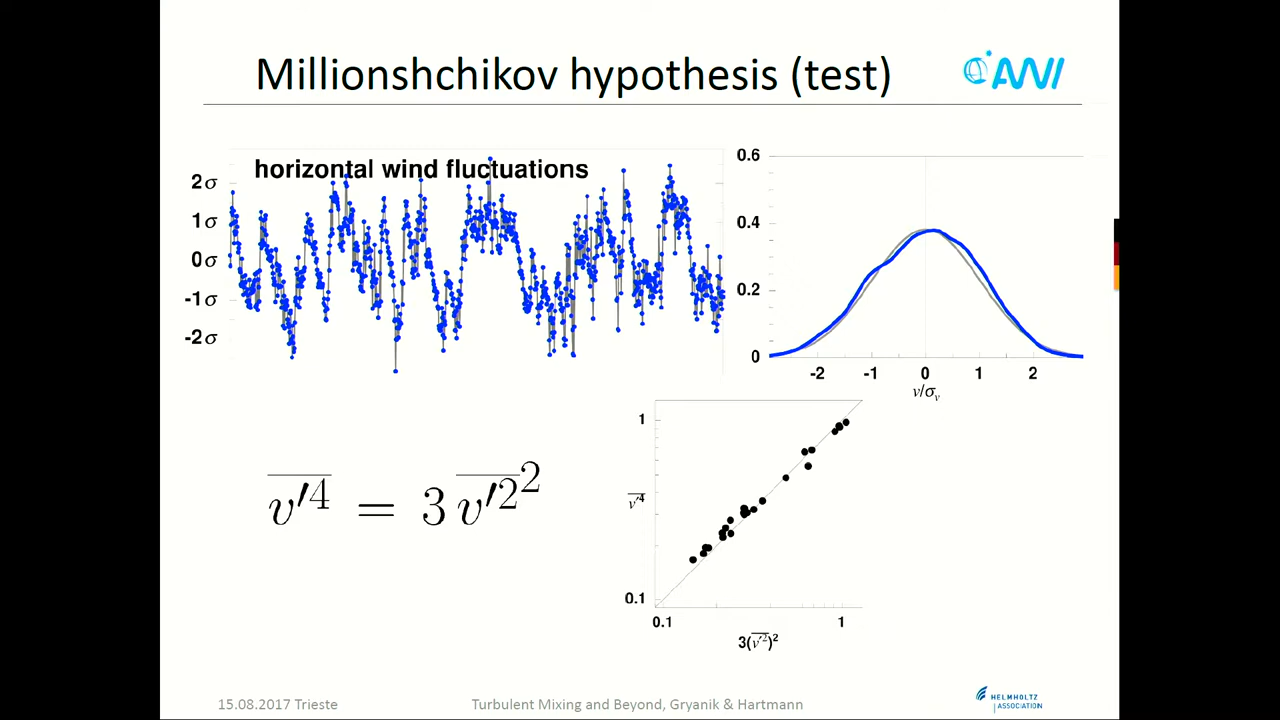 Millionshchikov hypothesis (test)
AWI
horizontal wind fluctuations
2σ
1σ
0σ
-1σ
-2σ
0.6
0.4
0.2
0
-2 -1 0 1 2
v/σᵥ
v′⁴̅ = 3 v′²̅²
1
v′⁴̅
0.1
0.1 1
3(v′²̅)²
15.08.2017 Trieste
Turbulent Mixing and Beyond, Gryanik & Hartmann
HELMHOLTZ
ASSOCIATION